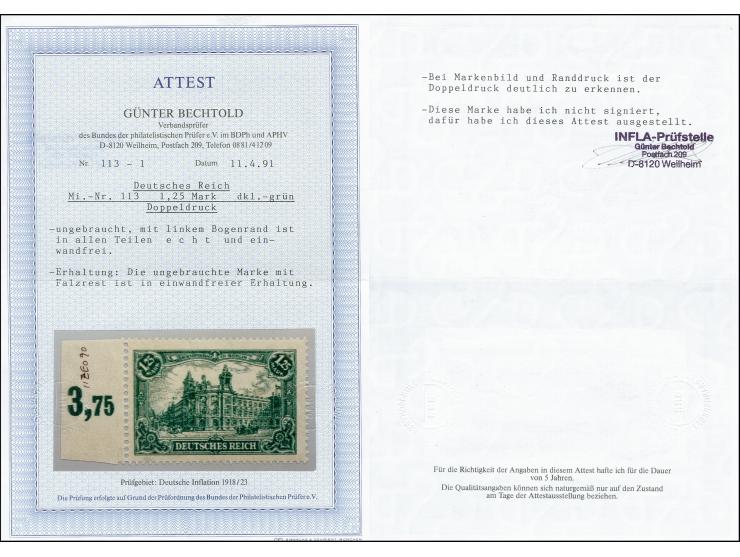 ATTEST
GÜNTER BECHTOLD
Verbandsprüfer
des Bundes der philatelistischen Prüfer e.V. im BDPh und APHV
D-8120 Weilheim, Postfach 209, Telefon 0881/41209
Nr. 113 - 1 Datum 11.4.91
Deutsches Reich
Mi.-Nr. 113 1,25 Mark dkl.-grün
Doppeldruck
-ungebraucht, mit linkem Bogenrand ist
in allen Teilen e c h t und ein-
wandfrei.
-Erhaltung: Die ungebrauchte Marke mit
Falzrest ist in einwandfreier Erhaltung.
3,75
DEUTSCHES REICH
Prüfgebiet: Deutsche Inflation 1918/23
Die Prüfung erfolgte auf Grund der Prüfordnung des Bundes der Philatelistischen Prüfer e.V.
-Bei Markenbild und Randdruck ist der
Doppeldruck deutlich zu erkennen.
-Diese Marke habe ich nicht signiert,
dafür habe ich dieses Attest ausgestellt.
INFLA-Prüfstelle
Günter Bechtold
Postfach 209
D-8120 Weilheim
Für die Richtigkeit der Angaben in diesem Attest hafte ich für die Dauer
von 5 Jahren.
Die Qualitätsangaben können sich naturgemäß nur auf den Zustand
am Tage der Attestausstellung beziehen.